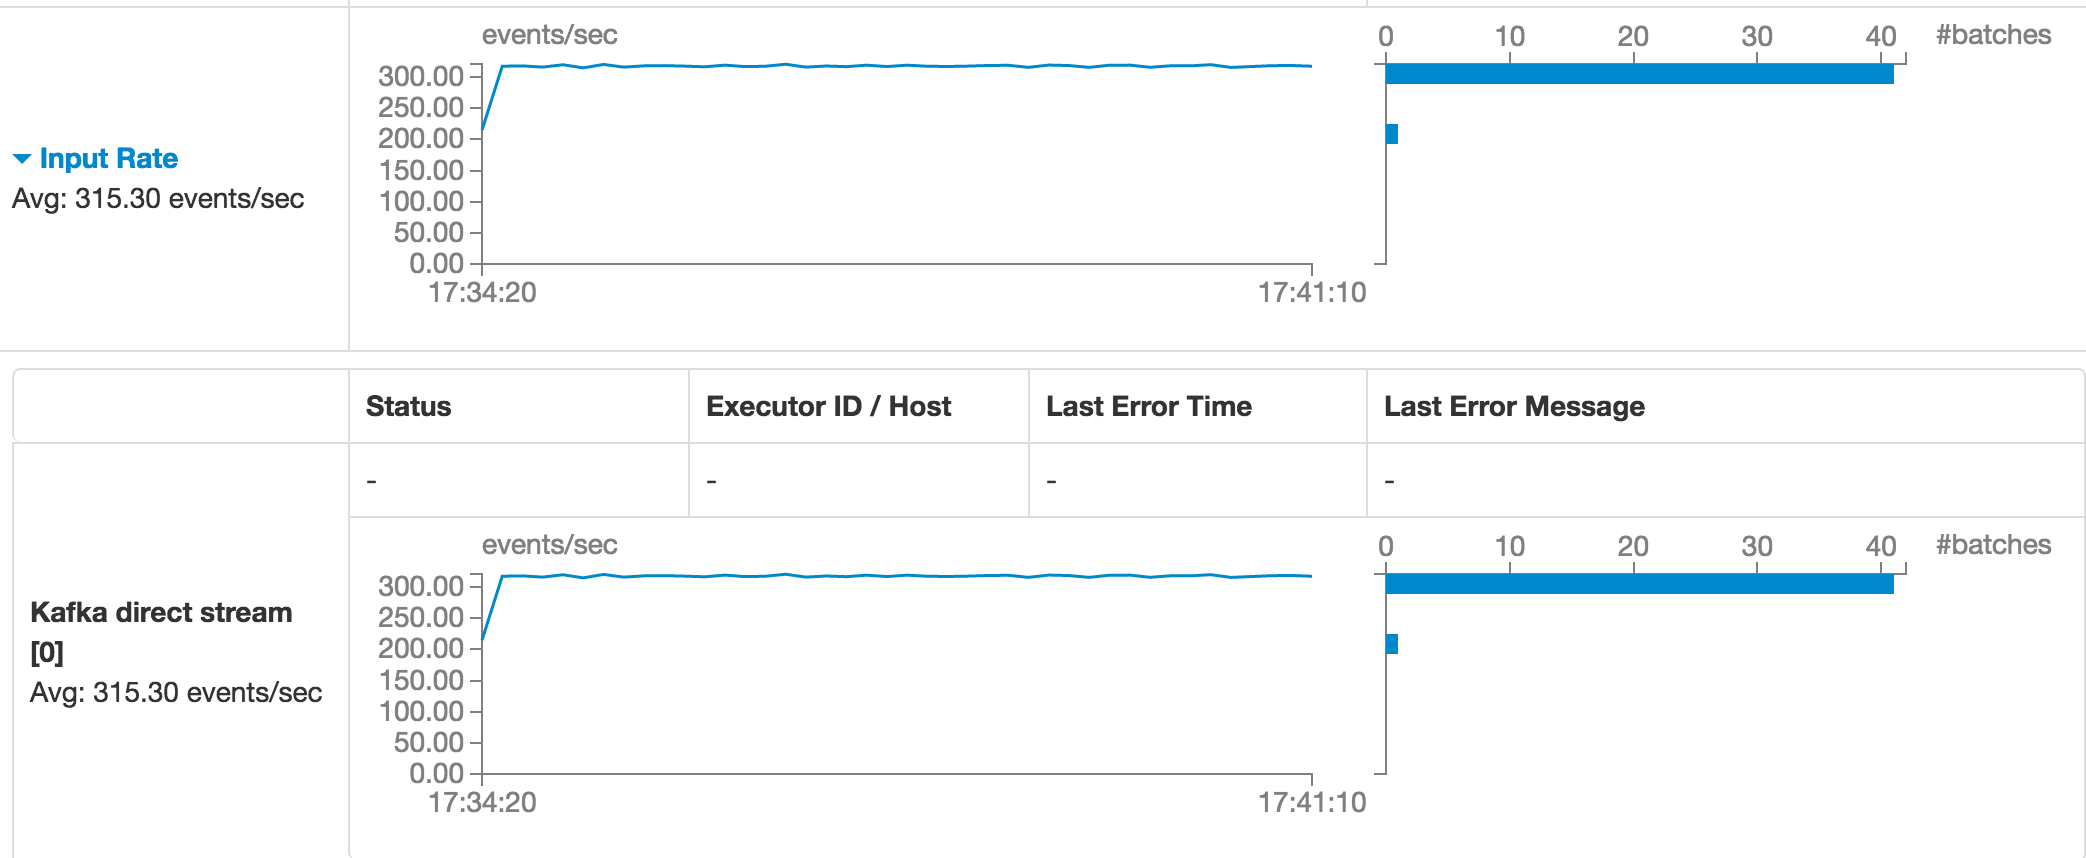 events/sec
0 10 20 30 40 #batches
300.00
250.00
200.00
150.00
100.00
50.00
0.00
17:34:20 17:41:10
Input Rate
Avg: 315.30 events/sec
Status Executor ID / Host Last Error Time Last Error Message
- - - -
Kafka direct stream
[0]
Avg: 315.30 events/sec
events/sec
0 10 20 30 40 #batches
300.00
250.00
200.00
150.00
100.00
50.00
0.00
17:34:20 17:41:10